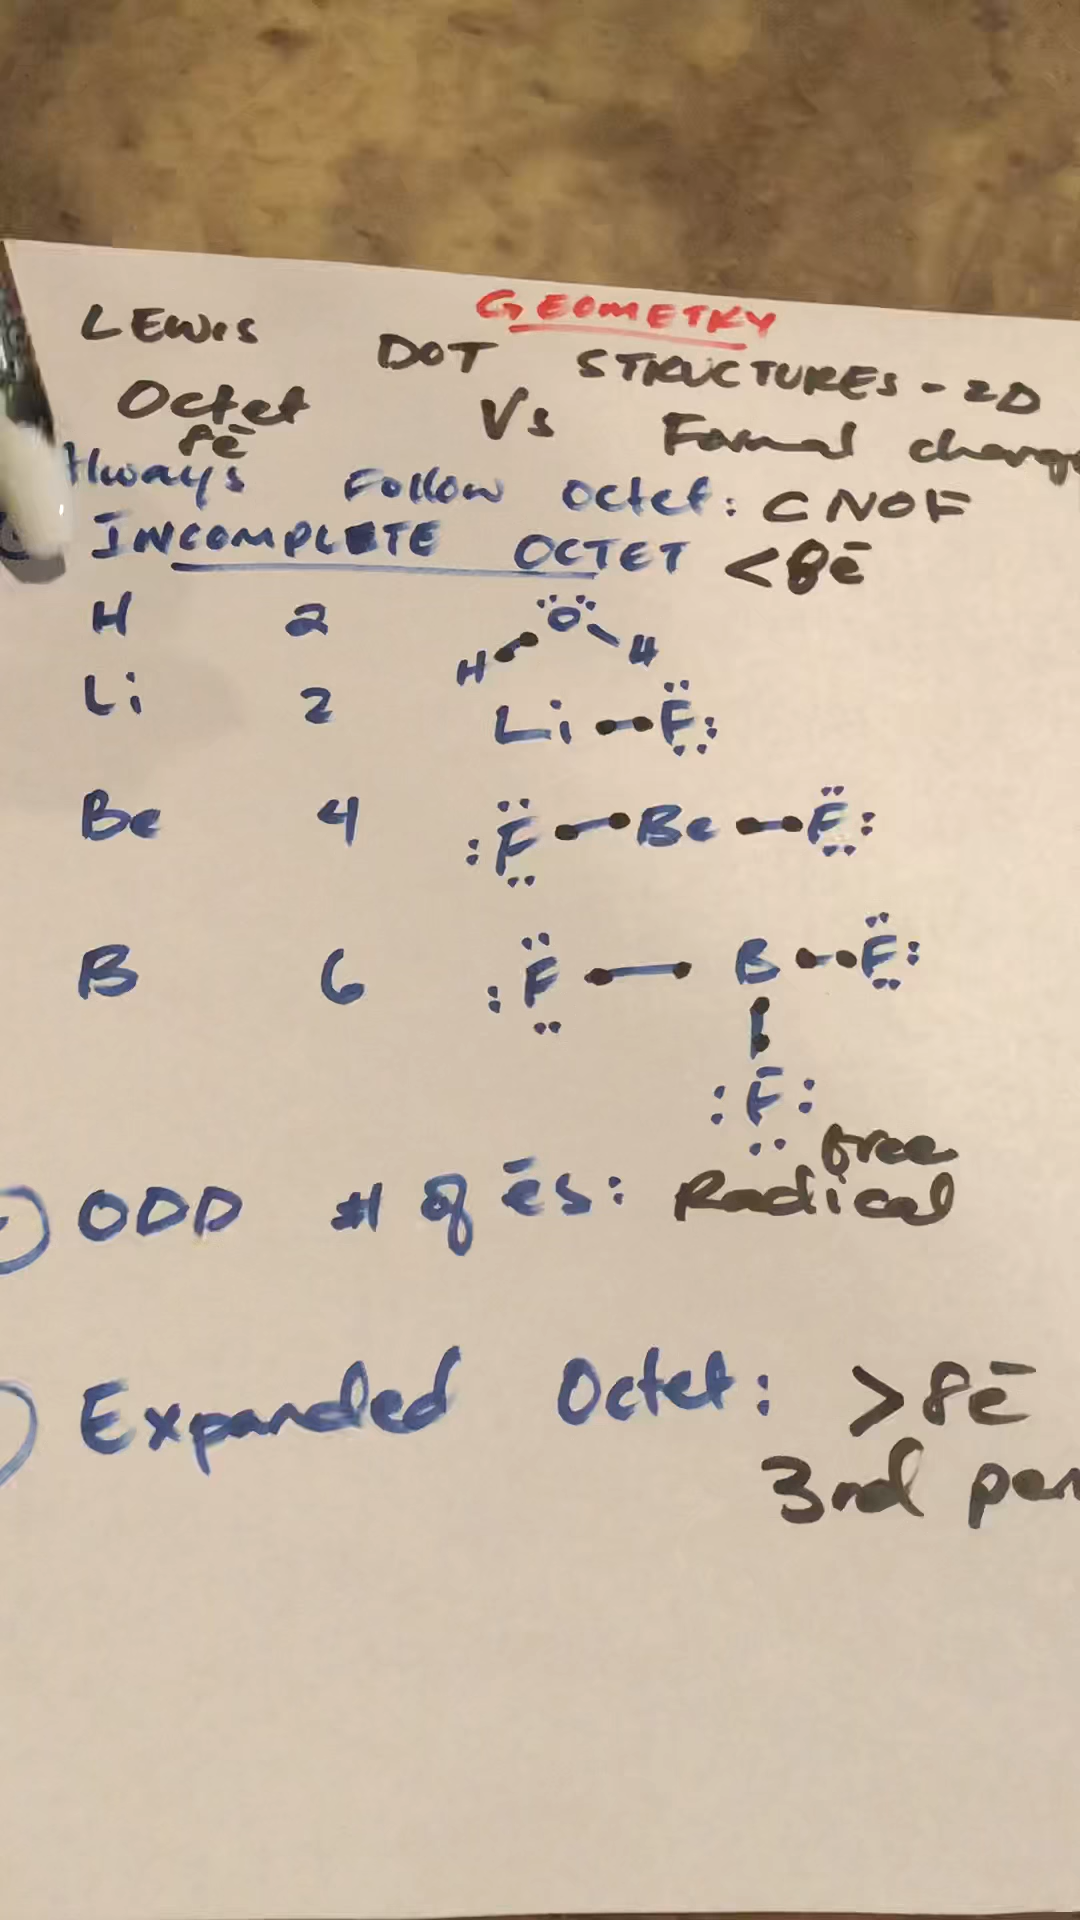 GEOMETRY
LEWIS DOT STRUCTURES - 2D
Octet Vs Formal charg
8ē
Always Follow octet: CNOF
INCOMPLETE OCTET <8ē
H 2 H O H
Li 2 Li F
Be 4 F Be F
B 6 F B F
F
free
ODD # of ēs: Radical
Expanded Octet: >8ē
3rd per